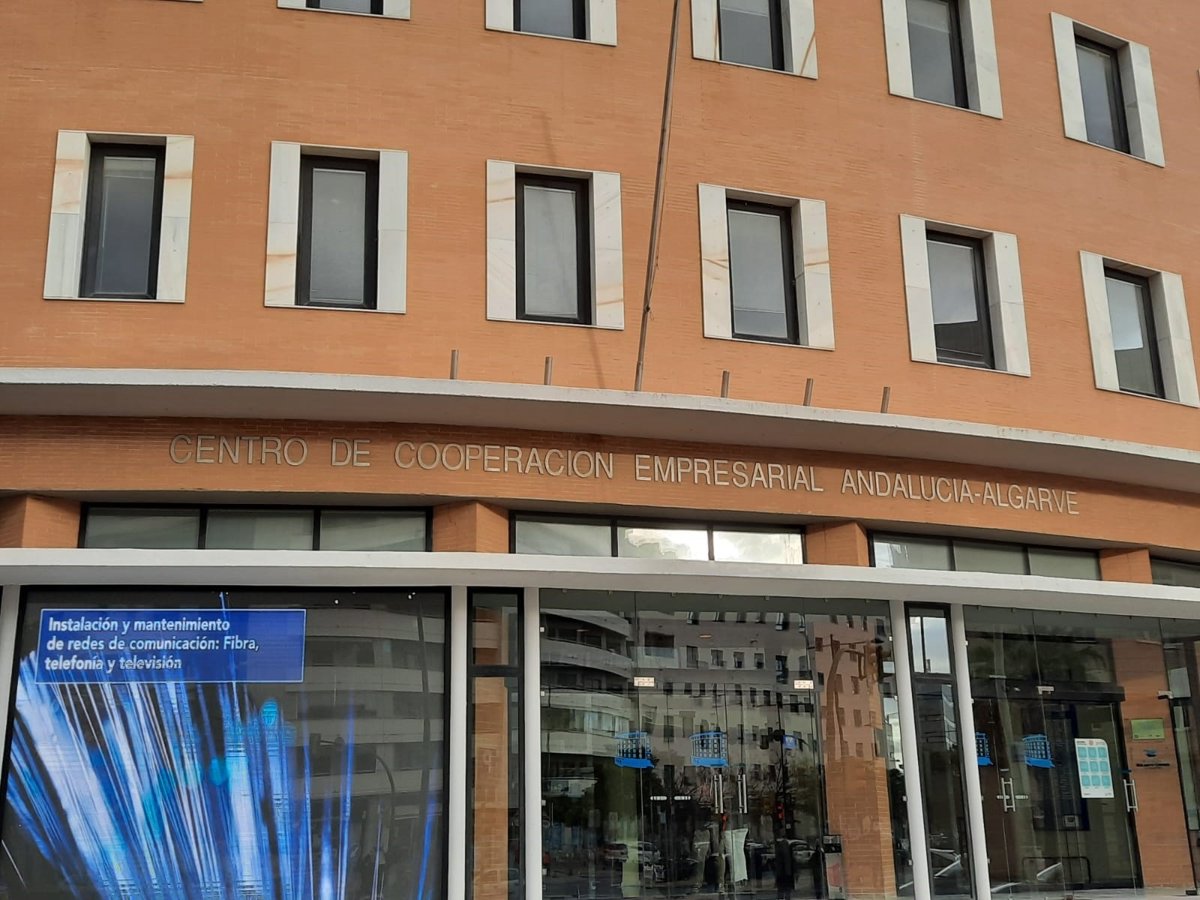 CENTRO DE COOPERACION EMPRESARIAL ANDALUCIA-ALGARVE
Instalación y mantenimiento
de redes de comunicación: Fibra,
telefonía y televisión